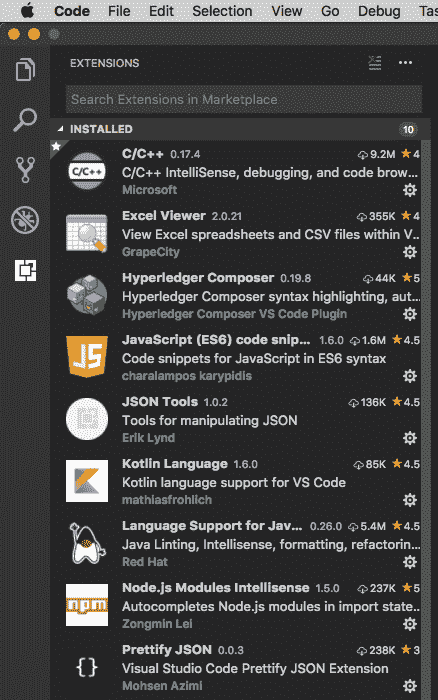 Code File Edit Selection View Go Debug Tas
EXTENSIONS
Search Extensions in Marketplace
INSTALLED 10
C/C++ 0.17.4 9.2M 4
C/C++
C/C++ IntelliSense, debugging, and code brow...
Microsoft
Excel Viewer 2.0.21 355K 4
View Excel spreadsheets and CSV files within V...
GrapeCity
Hyperledger Composer 0.19.8 44K 5
Hyperledger Composer syntax highlighting, aut...
Hyperledger Composer VS Code Plugin
JavaScript (ES6) code snip... 1.6.0 1.6M 4.5
JS
Code snippets for JavaScript in ES6 syntax
charalampos karypidis
JSON Tools 1.0.2 136K 4.5
Tools for manipulating JSON
Erik Lynd
Kotlin Language 1.6.0 85K 4.5
Kotlin language support for VS Code
mathiasfrohlich
Language Support for Jav... 0.26.0 5.4M 4.5
Java Linting, Intellisense, formatting, refactorin...
Red Hat
Node.js Modules Intellisense 1.5.0 237K 5
npm
Autocompletes Node.js modules in import state...
Zongmin Lei
Prettify JSON 0.0.3 238K 3
{}
Visual Studio Code Prettify JSON Extension
Mohsen Azimi